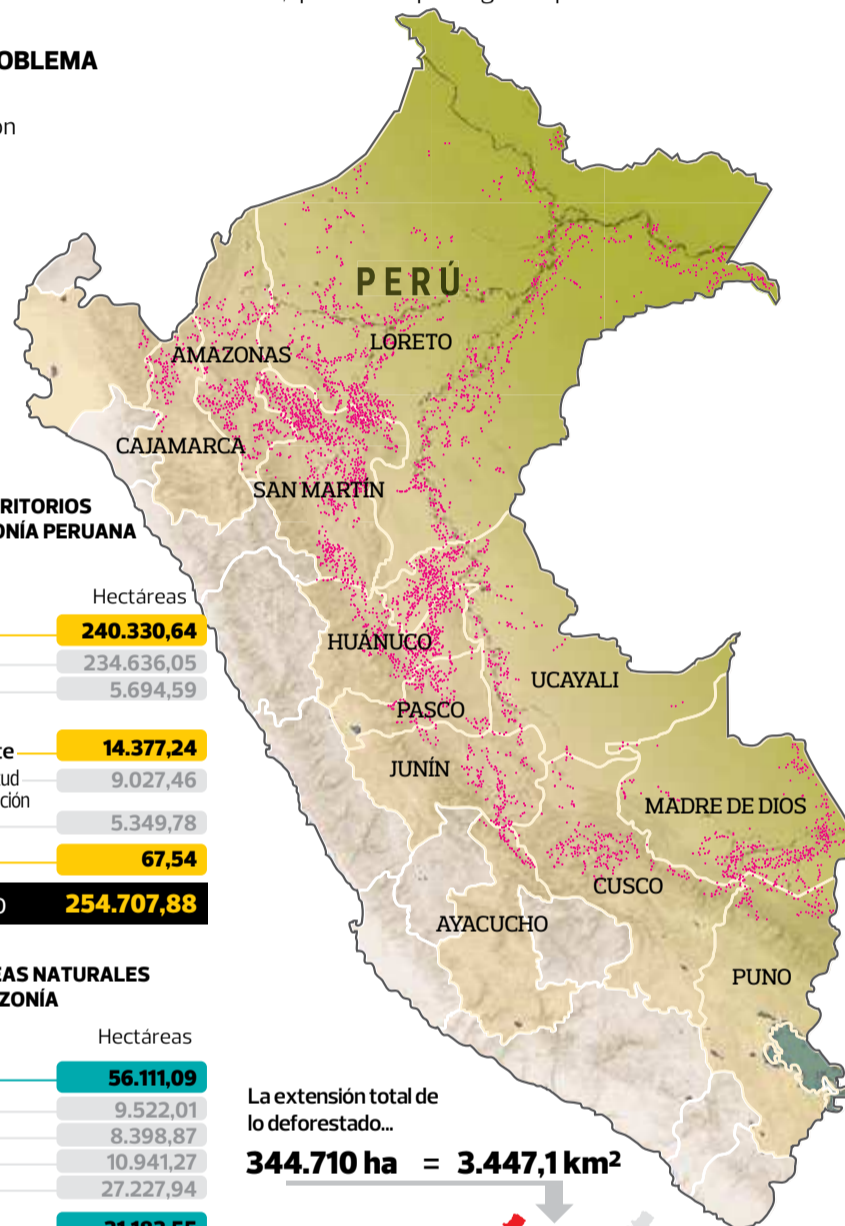 OBLEMA
ón
PERÚ
LORETO
AMAZONAS
CAJAMARCA
SAN MARTÍN
HUÁNUCO
UCAYALI
PASCO
JUNÍN
MADRE DE DIOS
CUSCO
AYACUCHO
PUNO
RITORIOS
ONÍA PERUANA
Hectáreas
240.330,64
234.636,05
5.694,59
te 14.377,24
tud 9.027,46
ción
5.349,78
67,54
O 254.707,88
EAS NATURALES
ZONÍA
Hectáreas
56.111,09
9.522,01
8.398,87
10.941,27
27.227,94
La extensión total de
lo deforestado...
344.710 ha = 3.447,1 km²